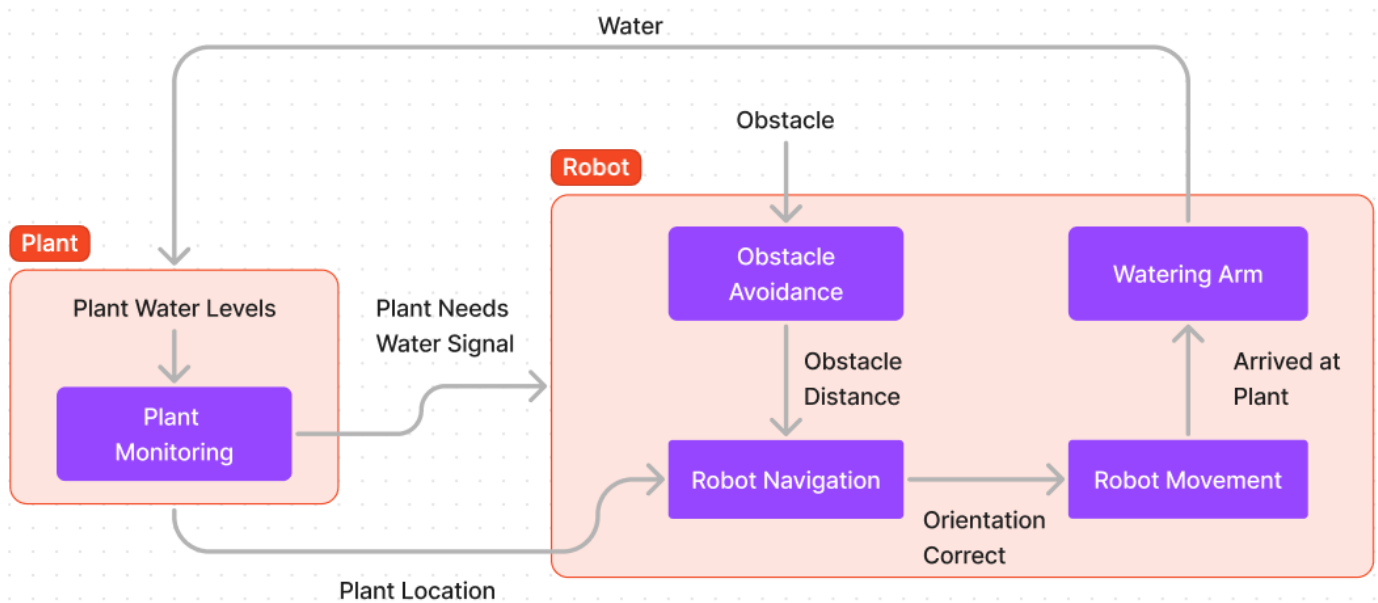 Water
Obstacle
Robot
Plant
Obstacle
Avoidance
Watering Arm
Plant Water Levels
Plant Needs
Water Signal
Obstacle
Distance
Arrived at
Plant
Plant
Monitoring
Robot Navigation
Robot Movement
Orientation
Correct
Plant Location